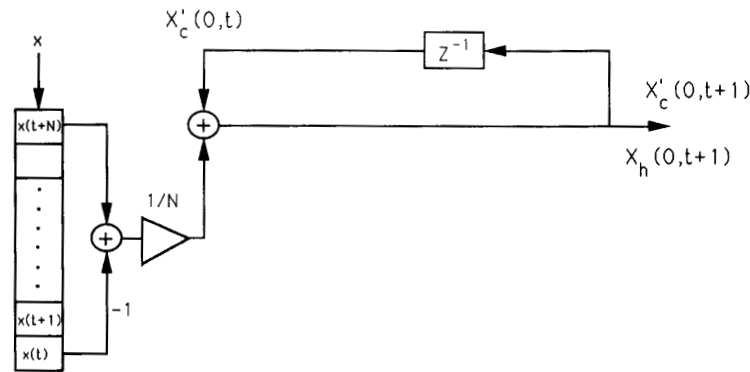 X'c(0,t)
x
Z⁻¹
X'c(0,t+1)
x(t+N)
Xh(0,t+1)
1/N
+
+
-1
x(t+1)
x(t)